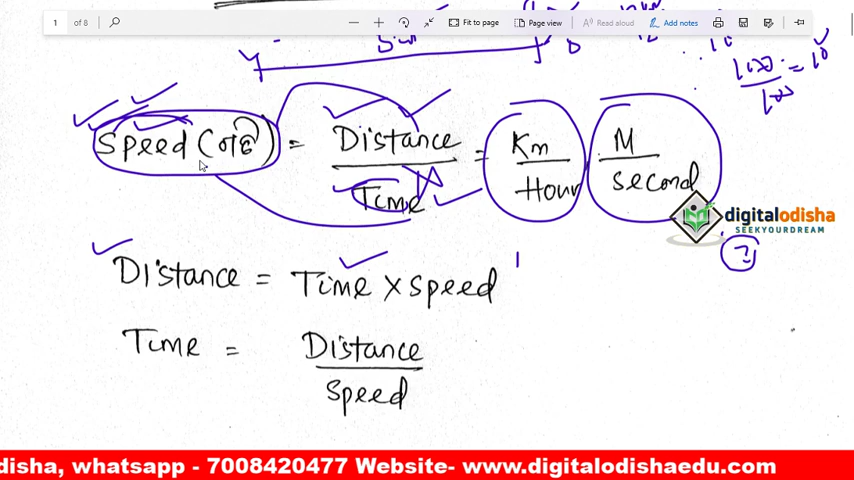 1 of 8 Fit to page Page view Read aloud Add notes
Speed = Distance / Time = Km / Hour M / second
digitalodisha
SEEKYOURDREAM
Distance = Time × Speed
Time = Distance / Speed
disha, whatsapp - 7008420477 Website- www.digitalodishaedu.com